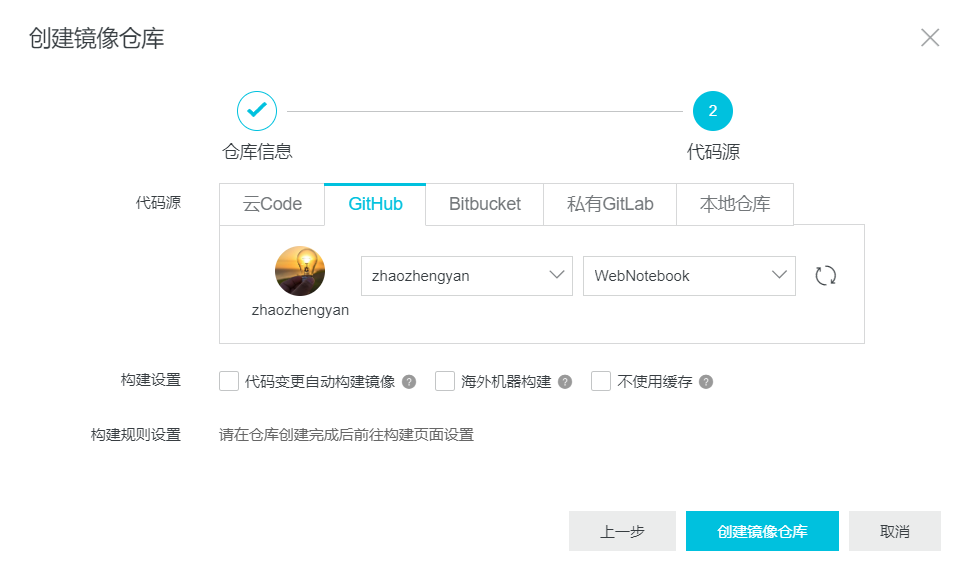 创建镜像仓库
2
仓库信息 代码源
代码源 云Code GitHub Bitbucket 私有GitLab 本地仓库
zhaozhengyan WebNotebook
zhaozhengyan
构建设置 代码变更自动构建镜像 ? 海外机器构建 ? 不使用缓存 ?
构建规则设置 请在仓库创建完成后前往构建页面设置
上一步 创建镜像仓库 取消